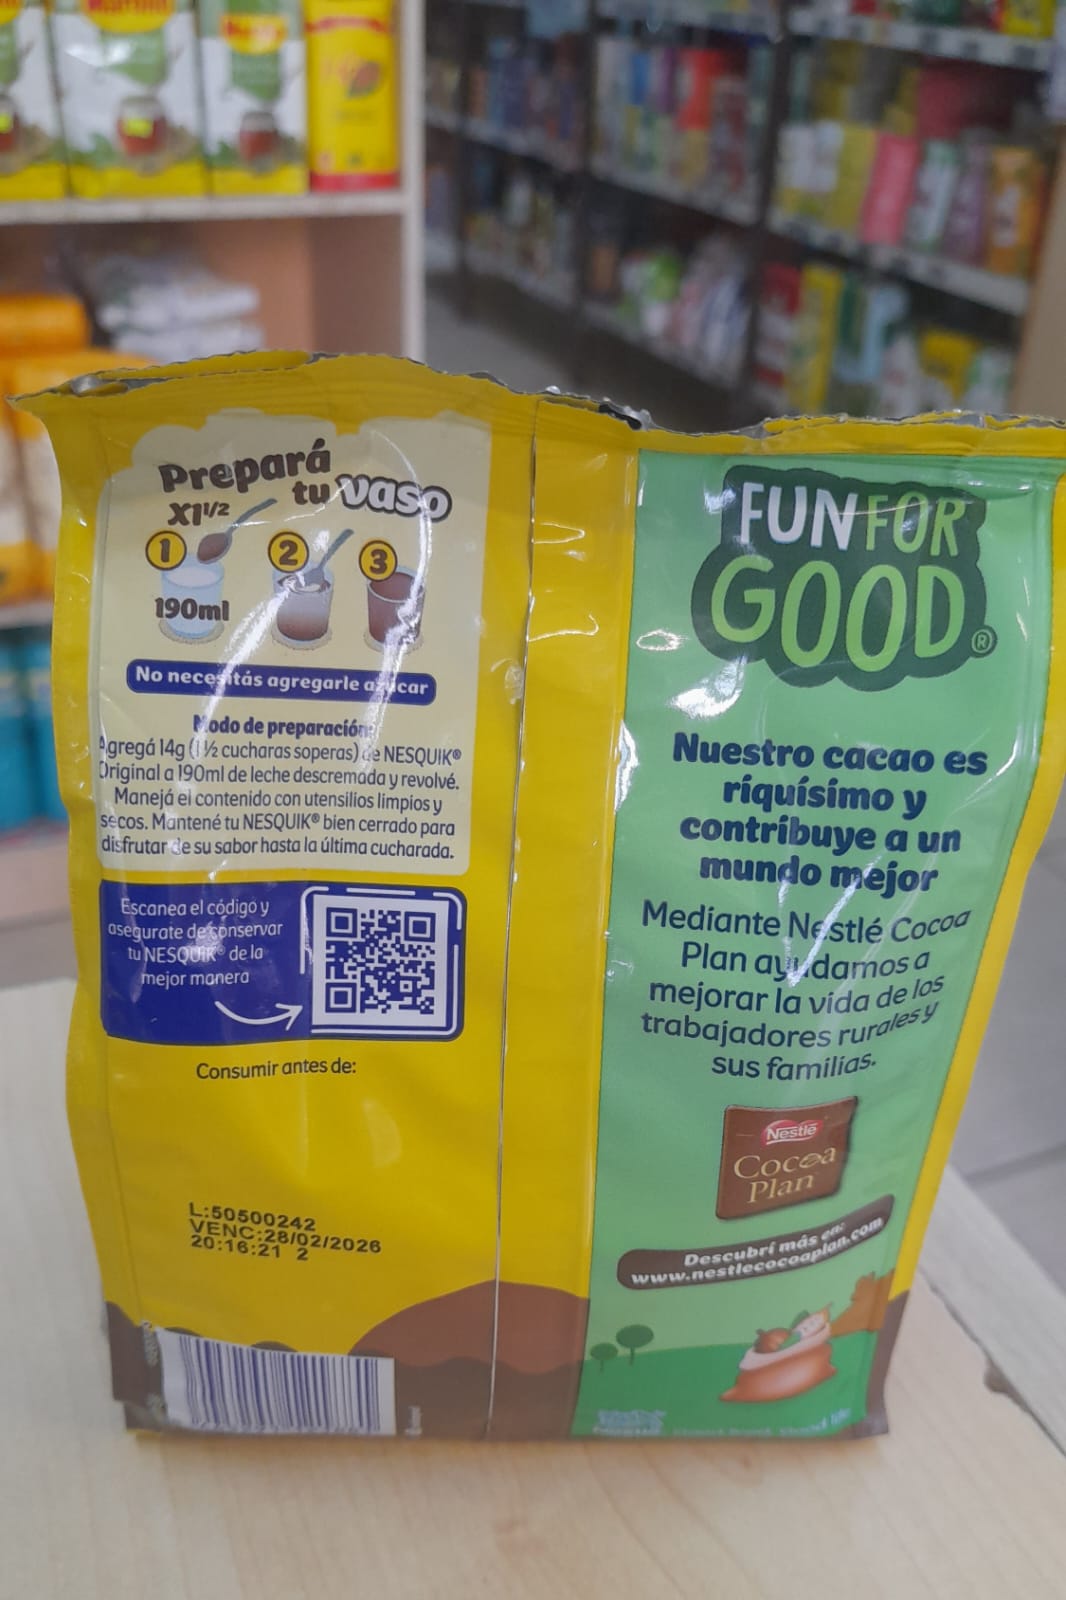 Prepará
tu vaso
X1 1/2
1
2
3
190ml
No necesitás agregarle azúcar
Modo de preparación:
Agregá 14g (1 ½ cucharas soperas) de NESQUIK®
Original a 190ml de leche descremada y revolvé.
Manejá el contenido con utensilios limpios y
secos. Mantené tu NESQUIK® bien cerrado para
disfrutar de su sabor hasta la última cucharada.
Escanea el código y
asegurate de conservar
tu NESQUIK® de la
mejor manera
Consumir antes de:
L:50500242
VENC:28/02/2026
20:16:21 2
FUN FOR
GOOD®
Nuestro cacao es
riquísimo y
contribuye a un
mundo mejor
Mediante Nestlé Cocoa
Plan ayudamos a
mejorar la vida de los
trabajadores rurales y
sus familias.
Nestlé
Cocoa
Plan
Descubrí más en:
www.nestlecocoaplan.com